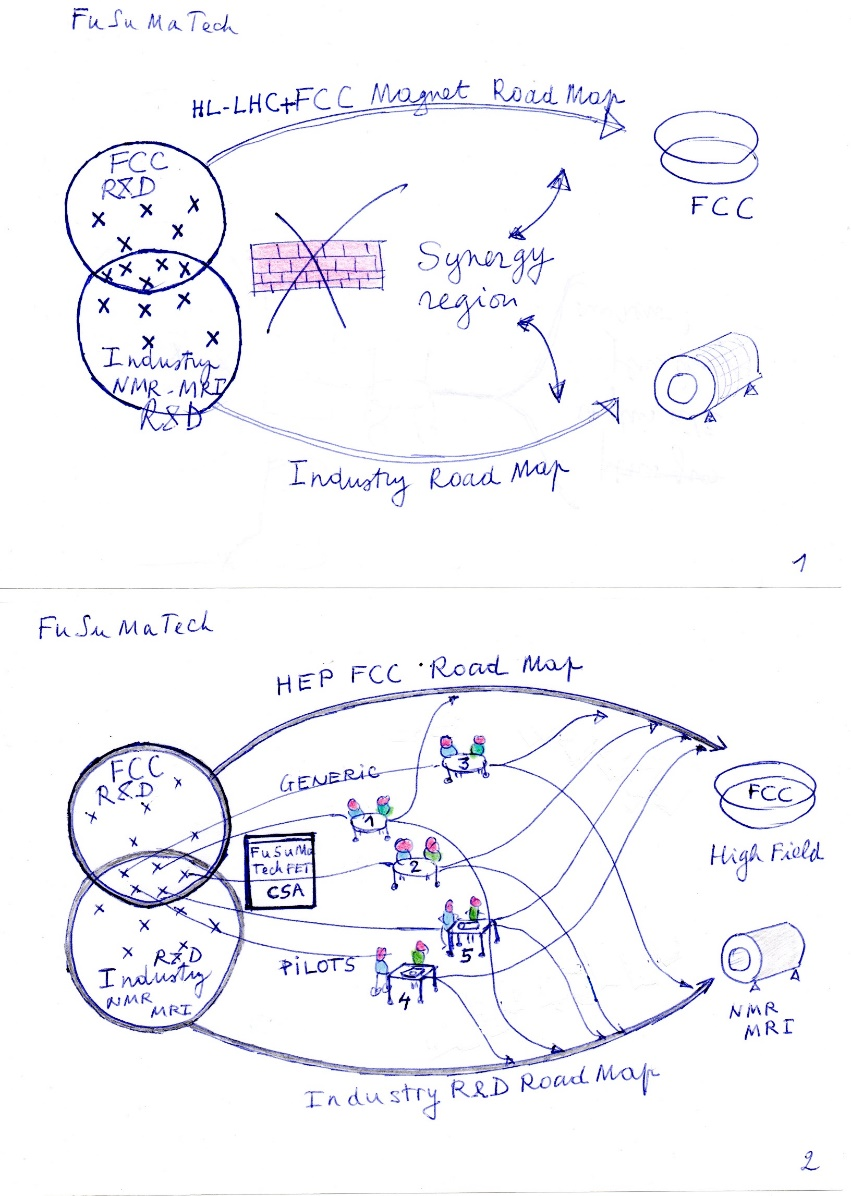 FuSuMaTech
HL-LHC+FCC Magnet Road Map
FCC
R&D
FCC
Synergy
region
Industry
NMR-MRI
R&D
Industry Road Map
1
FuSuMaTech
HEP FCC Road Map
FCC
R&D
GENERIC
3
1
FuSuMa
TechFET
CSA
2
FCC
High Field
R&D
Industry
NMR
MRI
PiLOTS
5
4
NMR
MRI
Industry R&D Road Map
2